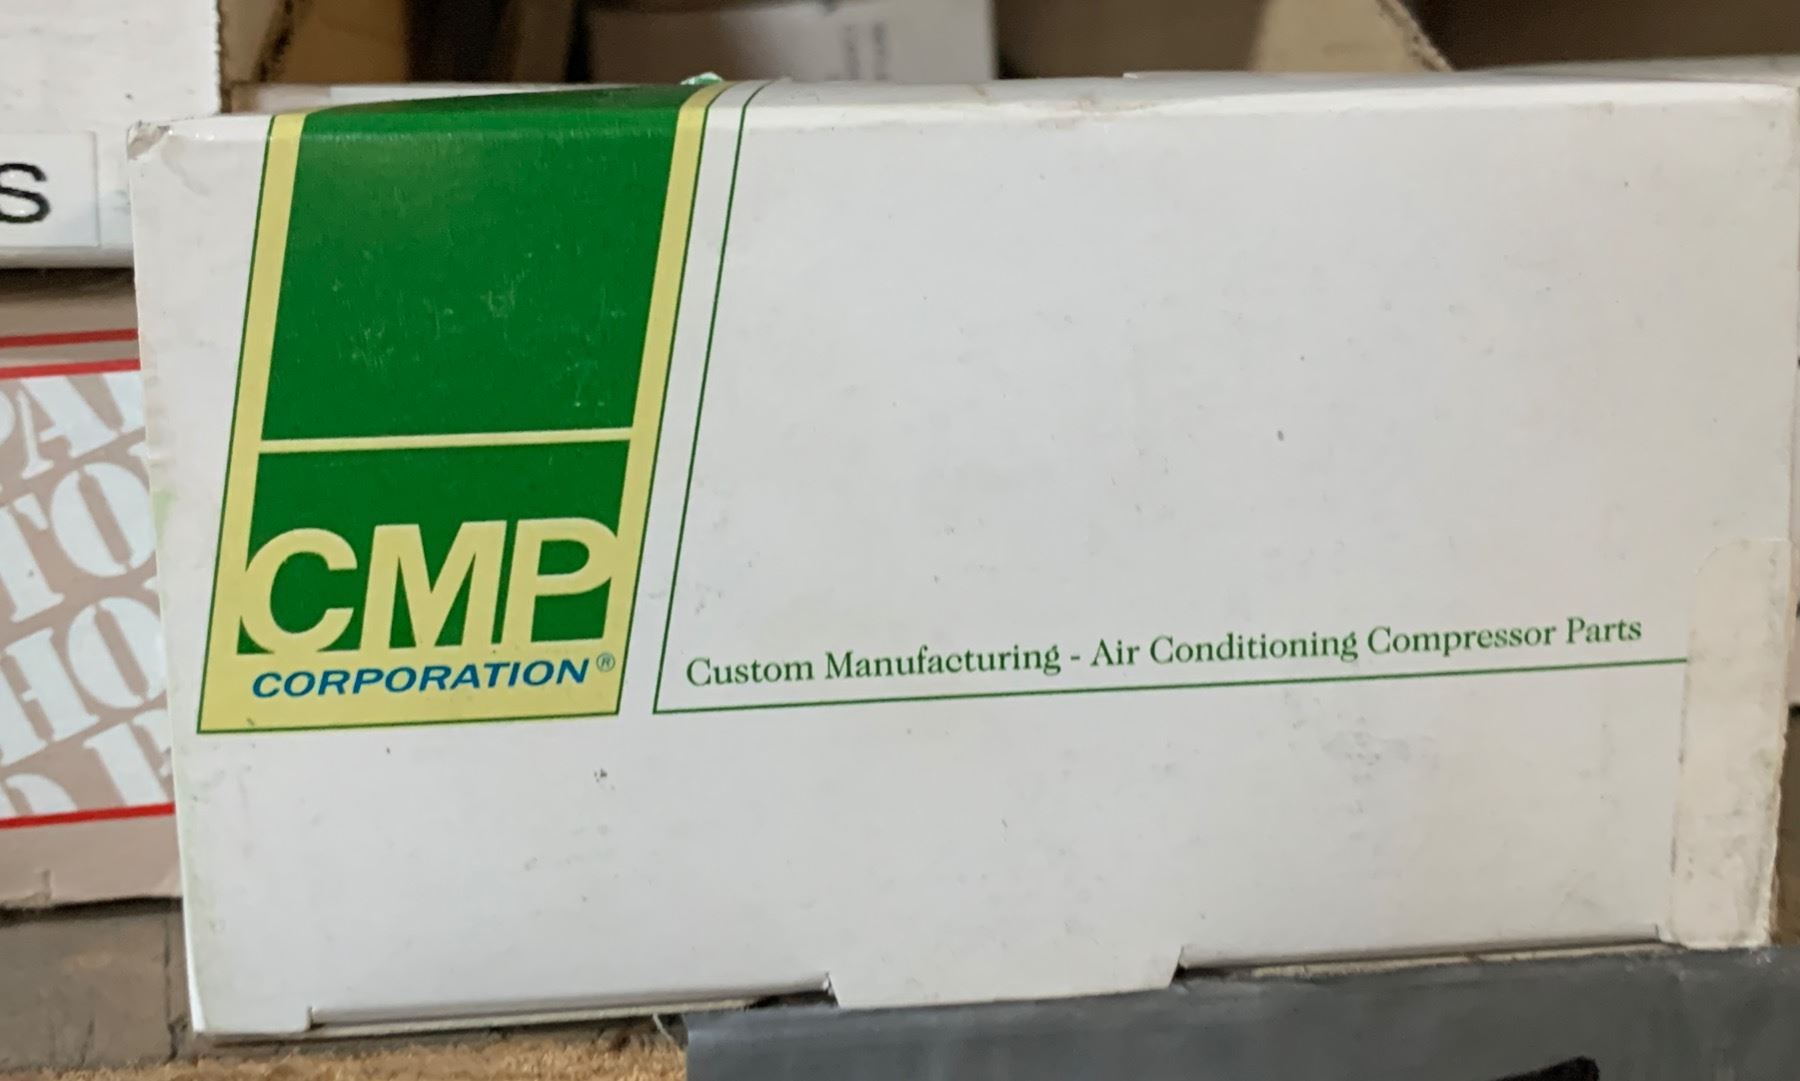 S
CMP
CORPORATION®
Custom Manufacturing - Air Conditioning Compressor Parts